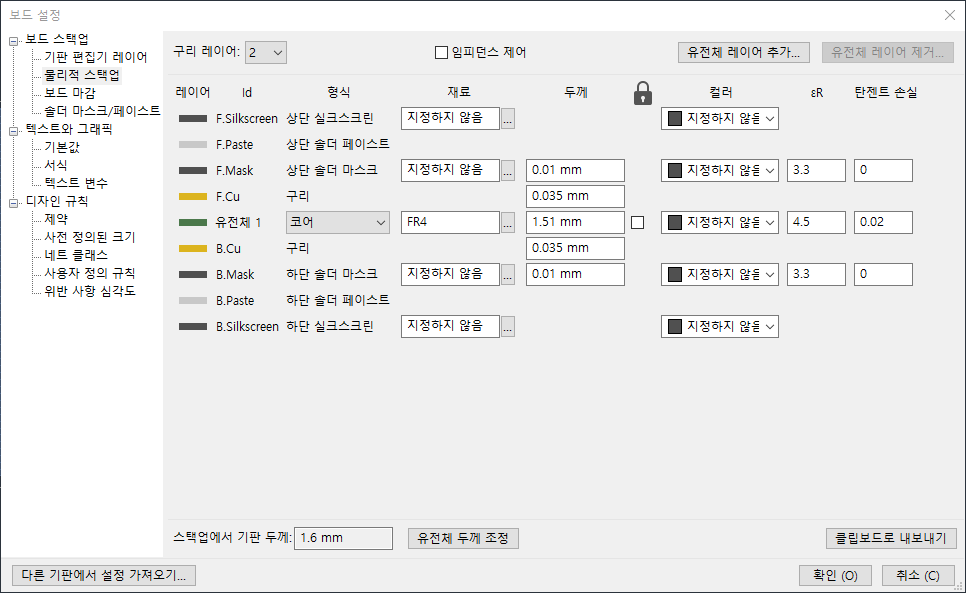 보드 설정
보드 스택업
기판 편집기 레이어
물리적 스택업
보드 마감
솔더 마스크/페이스트
텍스트와 그래픽
기본값
서식
텍스트 변수
디자인 규칙
제약
사전 정의된 크기
네트 클래스
사용자 정의 규칙
위반 사항 심각도
구리 레이어: 2 임피던스 제어 유전체 레이어 추가... 유전체 레이어 제거...
레이어 Id 형식 재료 두께 컬러 εR 탄젠트 손실
F.Silkscreen 상단 실크스크린 지정하지 않음 ... 지정하지 않음
F.Paste 상단 솔더 페이스트
F.Mask 상단 솔더 마스크 지정하지 않음 ... 0.01 mm 지정하지 않음 3.3 0
F.Cu 구리 0.035 mm
유전체 1 코어 FR4 ... 1.51 mm 지정하지 않음 4.5 0.02
B.Cu 구리 0.035 mm
B.Mask 하단 솔더 마스크 지정하지 않음 ... 0.01 mm 지정하지 않음 3.3 0
B.Paste 하단 솔더 페이스트
B.Silkscreen 하단 실크스크린 지정하지 않음 ... 지정하지 않음
스택업에서 기판 두께: 1.6 mm 유전체 두께 조정 클립보드로 내보내기
다른 기판에서 설정 가져오기... 확인 (O) 취소 (C)